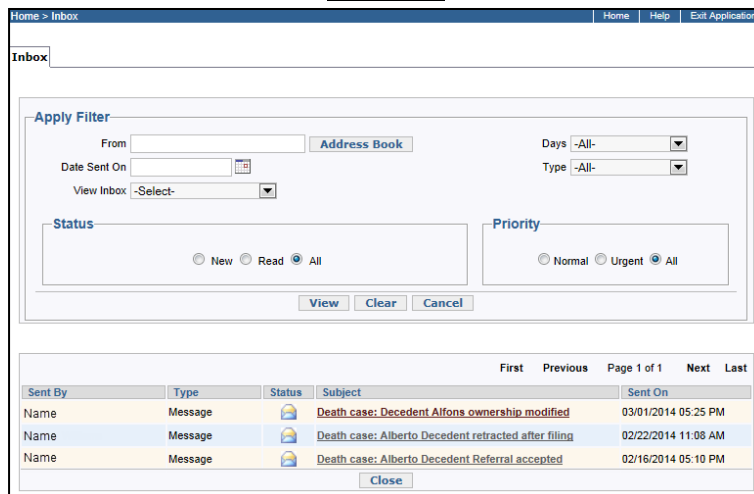 Home > Inbox Home Help Exit Application
Inbox
Apply Filter
From Address Book Days -All-
Date Sent On Type -All-
View Inbox -Select-
Status Priority
New Read All Normal Urgent All
View Clear Cancel
First Previous Page 1 of 1 Next Last
Sent By Type Status Subject Sent On
Name Message Death case: Decedent Alfons ownership modified 03/01/2014 05:25 PM
Name Message Death case: Alberto Decedent retracted after filing 02/22/2014 11:08 AM
Name Message Death case: Alberto Decedent Referral accepted 02/16/2014 05:10 PM
Close